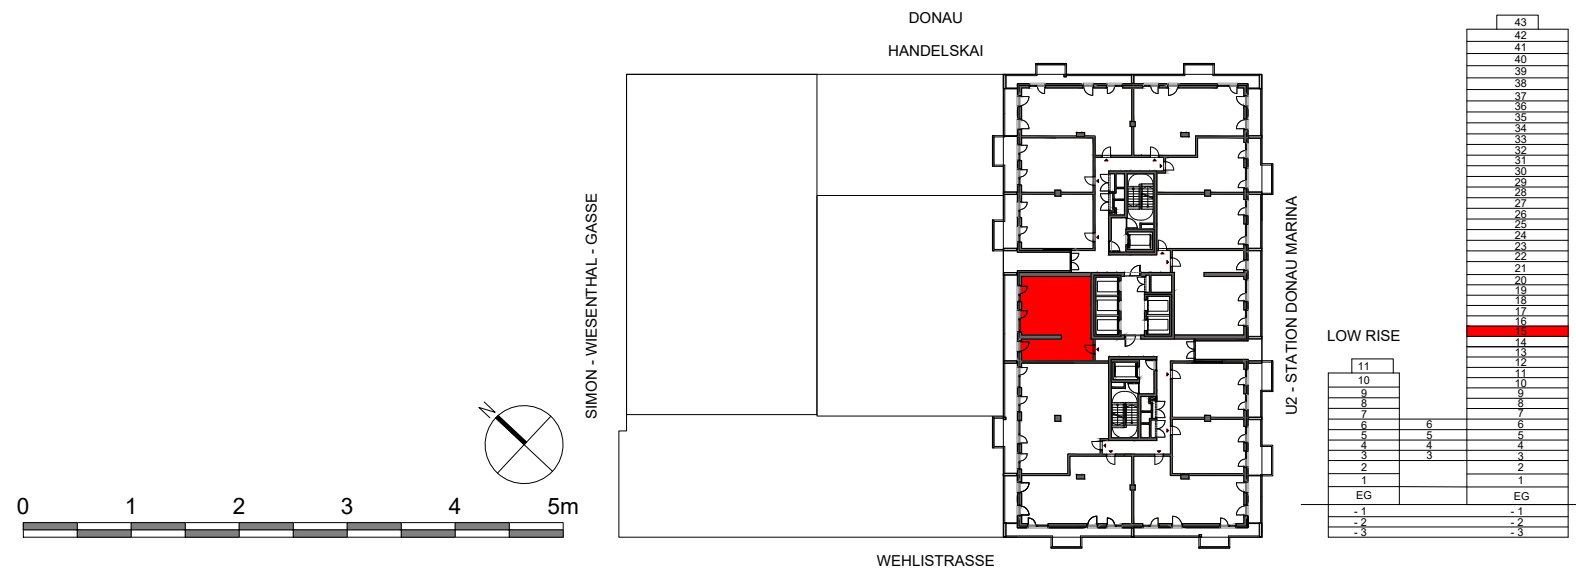 DONAU
HANDELSKAI
SIMON - WIESENTHAL - GASSE
U2 - STATION DONAU MARINA
WEHLISTRASSE
N
0 1 2 3 4 5m
LOW RISE
43
42
41
40
39
38
37
36
35
34
33
32
31
30
29
28
27
26
25
24
23
22
21
20
19
18
17
16
15
14
13
11 12
11
10 10
9 9
8 8
7 7
6 6 6
5 5 5
4 4 4
3 3 3
2 2
1 1
EG EG
- 1 - 1
- 2 - 2
- 3 - 3